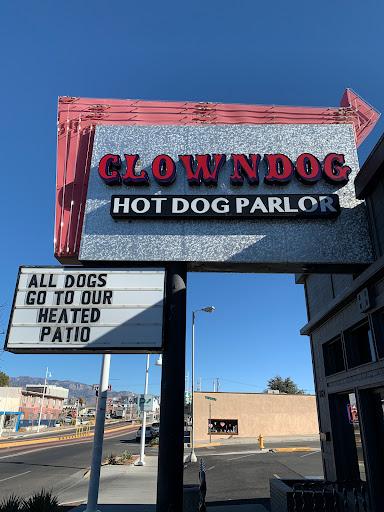 CLOWNDOG
HOT DOG PARLOR
ALL DOGS
GO TO OUR
HEATED
PATIO